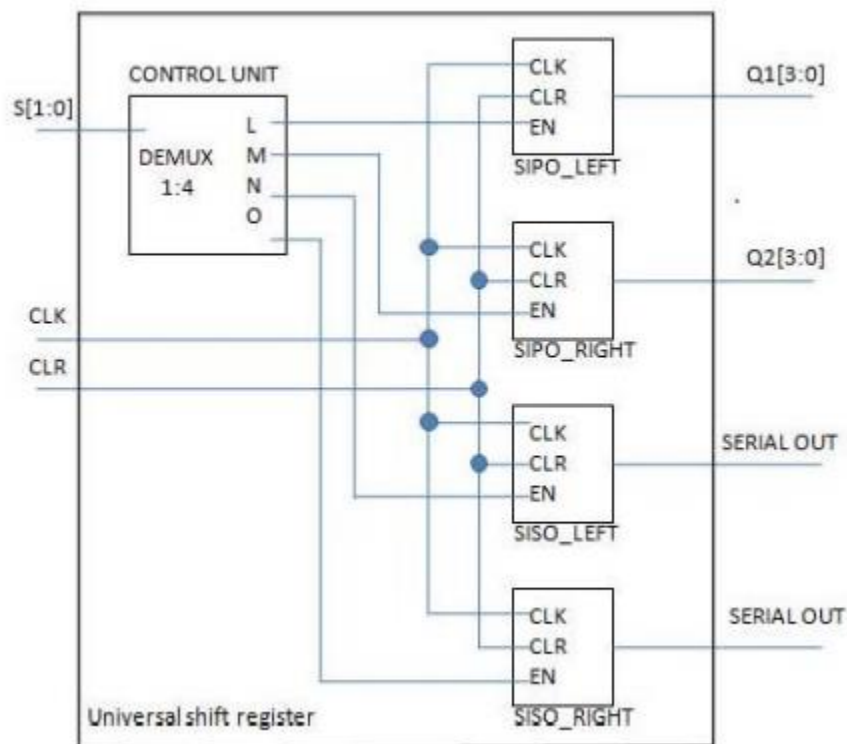 CONTROL UNIT
S[1:0]
DEMUX
1:4
L
M
N
O
CLK
CLR
EN
SIPO_LEFT
Q1[3:0]
CLK
CLR
EN
SIPO_RIGHT
Q2[3:0]
CLK
CLR
CLK
CLR
EN
SISO_LEFT
SERIAL OUT
CLK
CLR
EN
SISO_RIGHT
SERIAL OUT
Universal shift register